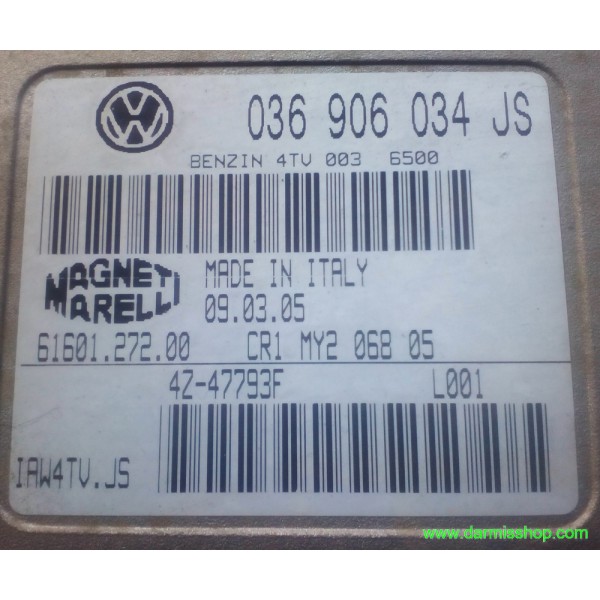 VW
036 906 034 JS
BENZIN 4TV 003 6500
MAGNETI
MARELLI
MADE IN ITALY
09.03.05
61601.272.00 CR1 MY2 068 05
4Z-47793F L001
IAW4TV.JS
www.darmisshop.com